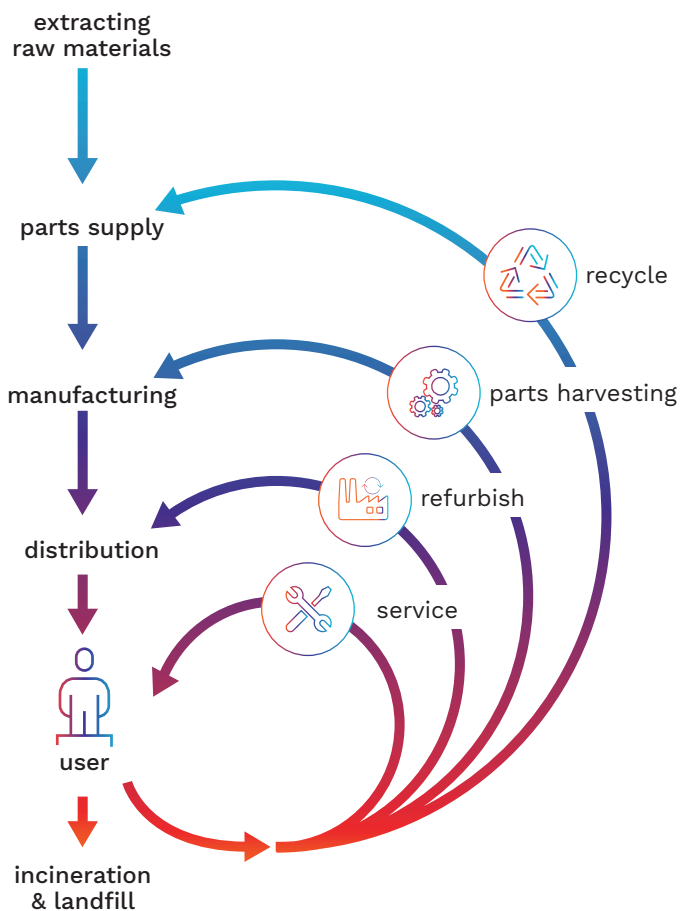 extracting
raw materials
parts supply
recycle
manufacturing
parts harvesting
refurbish
distribution
service
user
incineration
& landfill